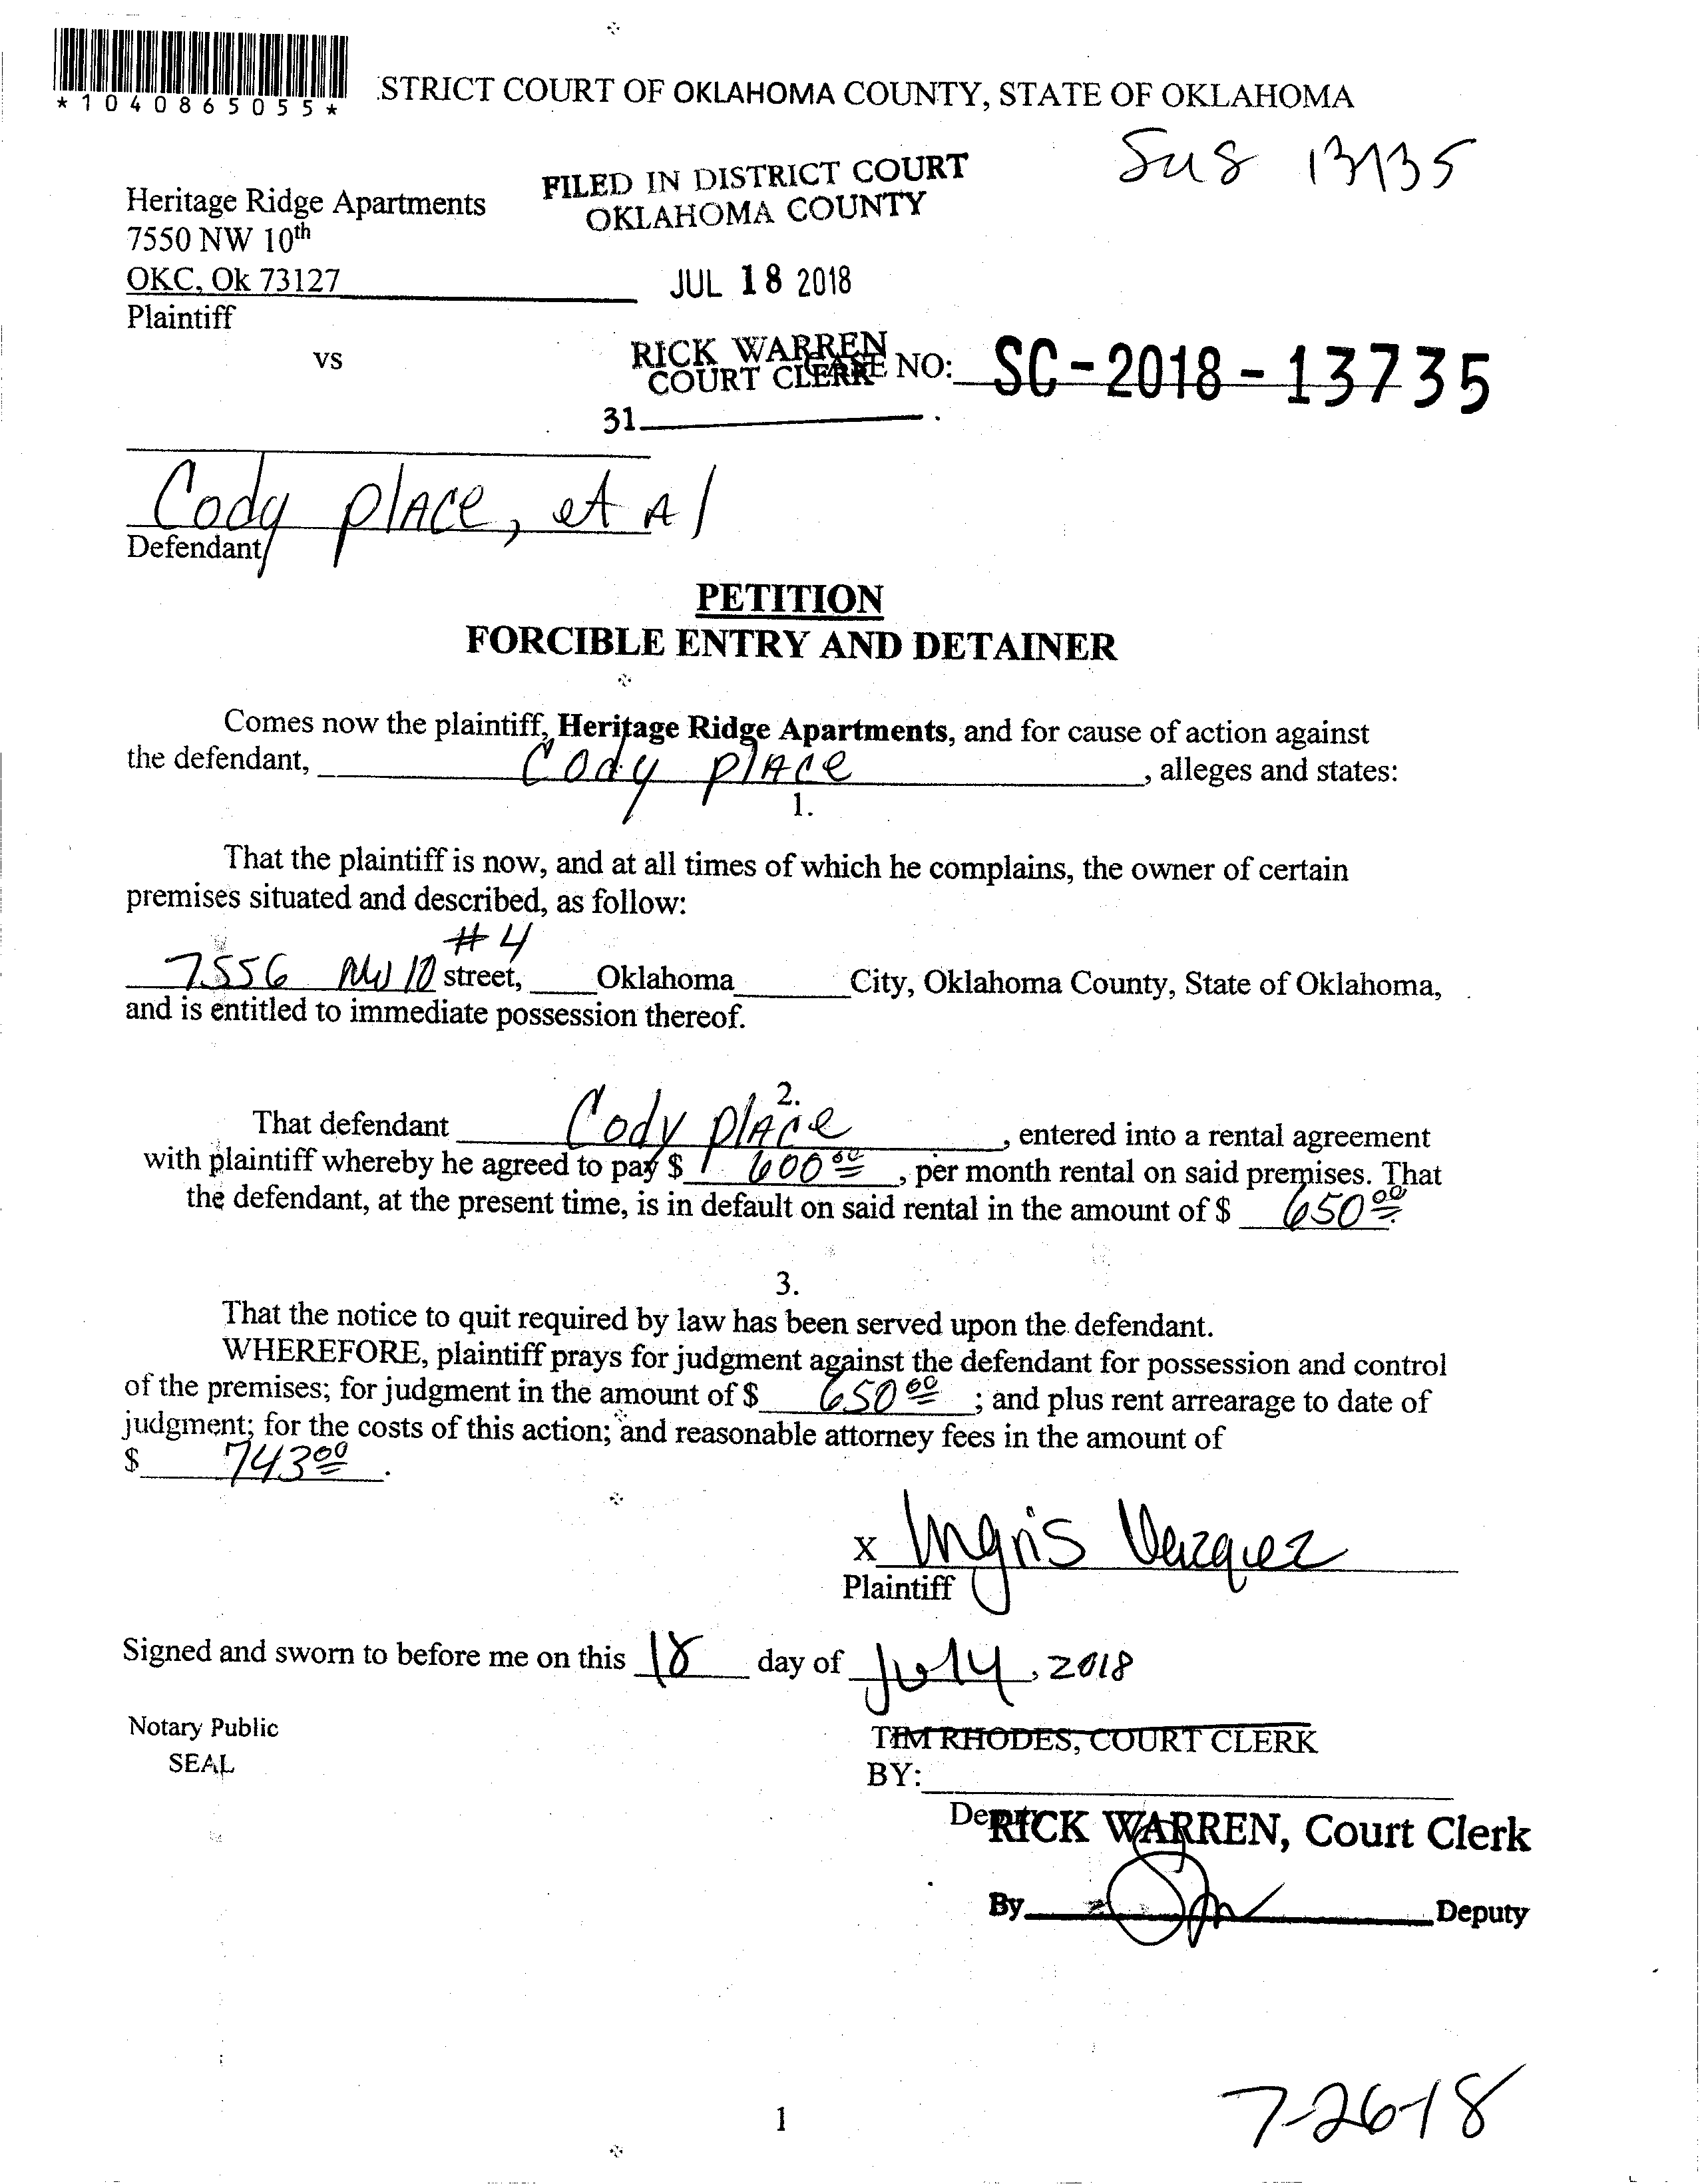 *1040865055*
STRICT COURT OF OKLAHOMA COUNTY, STATE OF OKLAHOMA
Heritage Ridge Apartments
7550 NW 10th
OKC, Ok 73127
Plaintiff
vs
FILED IN DISTRICT COURT
OKLAHOMA COUNTY
JUL 18 2018
RICK WARREN
COURT CLERK
31
CASE NO: SC-2018-13735
Cody place, et Al
Defendant
PETITION
FORCIBLE ENTRY AND DETAINER
Comes now the plaintiff, Heritage Ridge Apartments, and for cause of action against
the defendant, Cody place, alleges and states:
1.
That the plaintiff is now, and at all times of which he complains, the owner of certain
premises situated and described, as follow:
#4
7556 NW 10 street, Oklahoma City, Oklahoma County, State of Oklahoma,
and is entitled to immediate possession thereof.
2.
That defendant Cody place, entered into a rental agreement
with plaintiff whereby he agreed to pay $ 600 00, per month rental on said premises. That
the defendant, at the present time, is in default on said rental in the amount of $ 650 00
3.
That the notice to quit required by law has been served upon the defendant.
WHEREFORE, plaintiff prays for judgment against the defendant for possession and control
of the premises; for judgment in the amount of $ 650 00; and plus rent arrearage to date of
judgment; for the costs of this action; and reasonable attorney fees in the amount of
$ 743 00.
x Ingris Vazquez
Plaintiff
Signed and sworn to before me on this 18 day of July, 2018
Notary Public
SEAL
TIM RHODES, COURT CLERK
BY:
RICK WARREN, Court Clerk
By Deputy
1
7-26-18